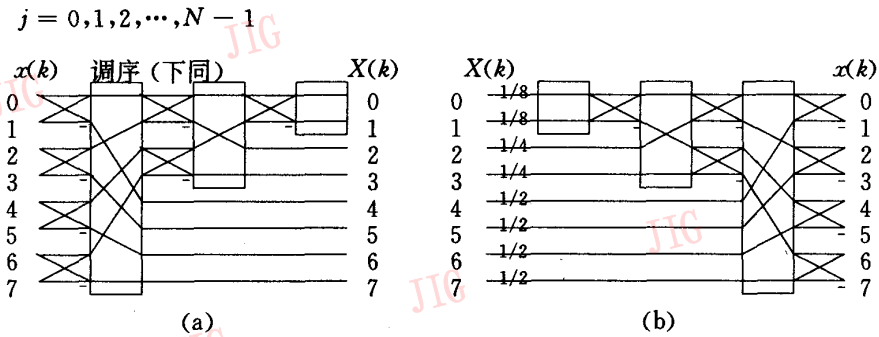 j = 0,1,2,⋯,N − 1
x(k) 调序（下同） X(k)
0 0
1 1
2 2
3 3
4 4
5 5
6 6
7 7
(a)
X(k) x(k)
0 1/8 0
1 1/8 1
2 1/4 2
3 1/4 3
4 1/2 4
5 1/2 5
6 1/2 6
7 1/2 7
(b)
JIG
JIG
JIG
JIG